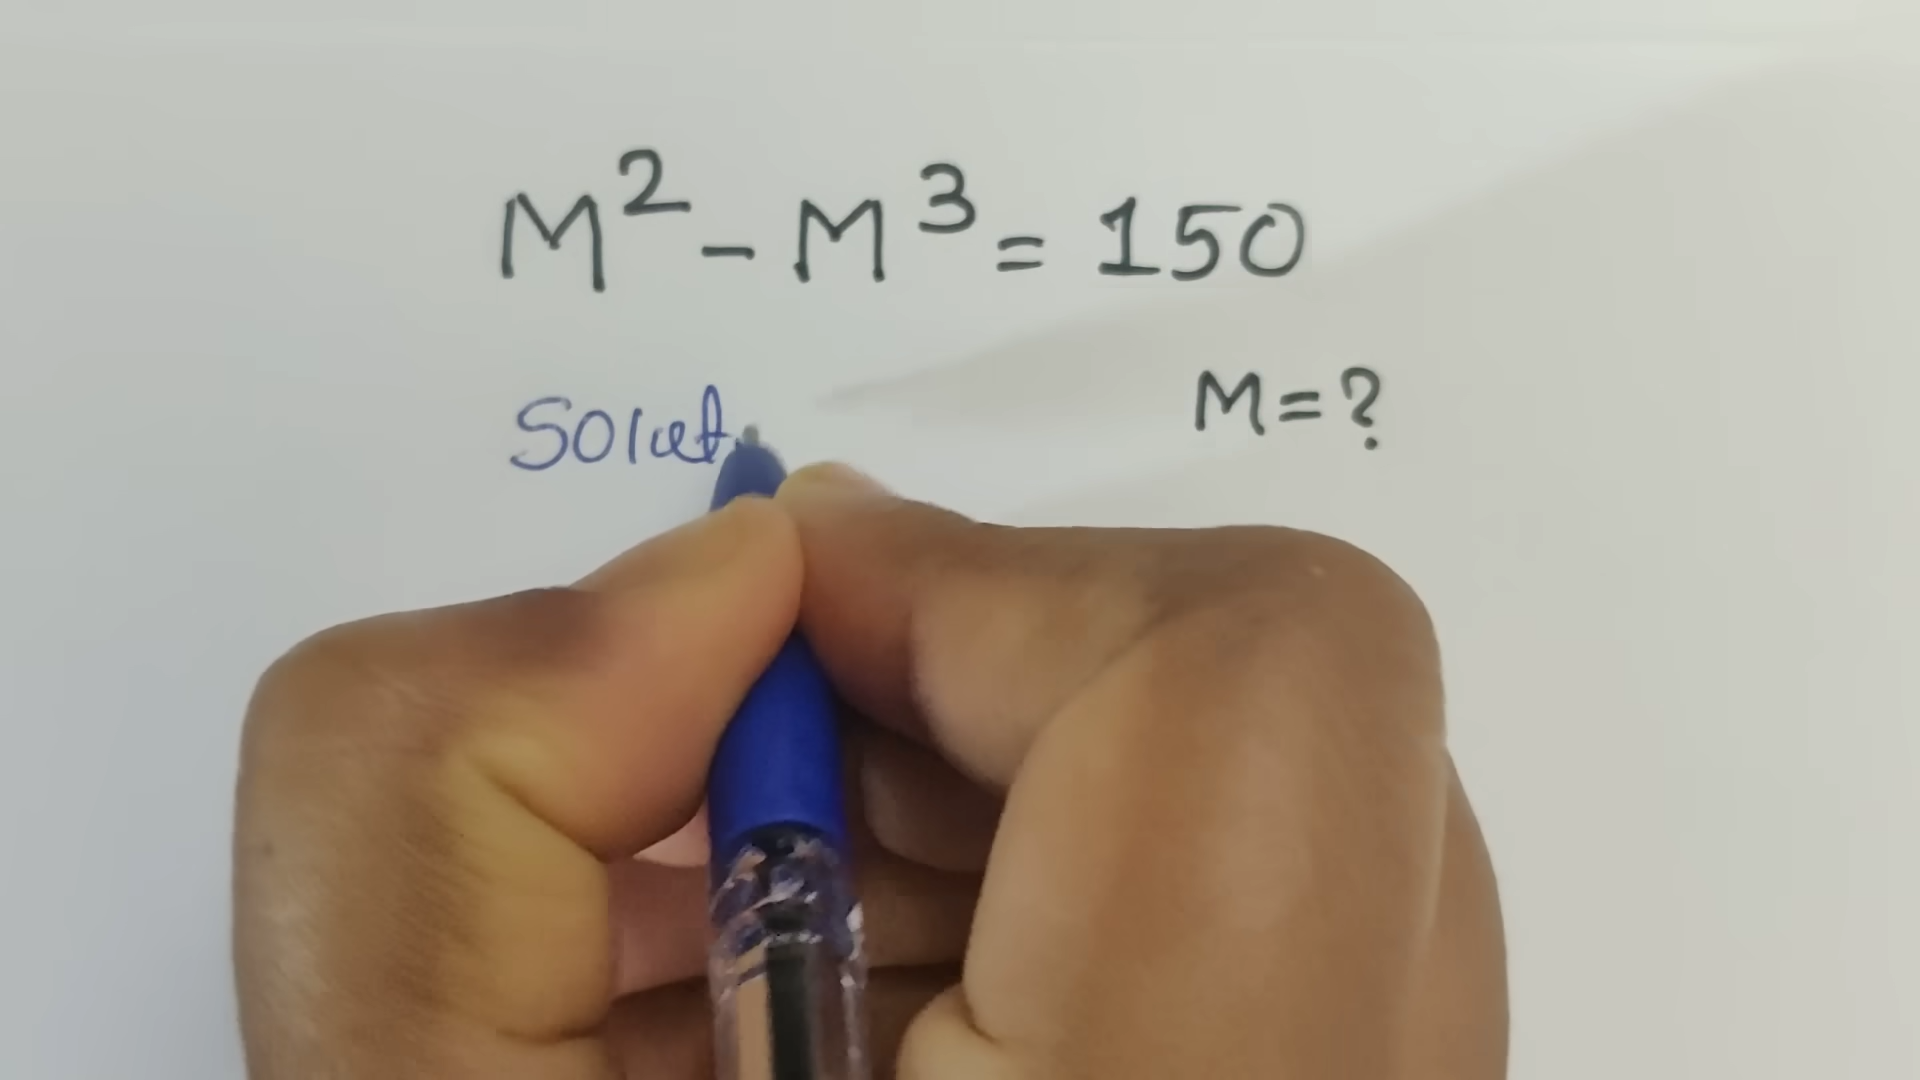 M² - M³ = 150
Solut
M = ?